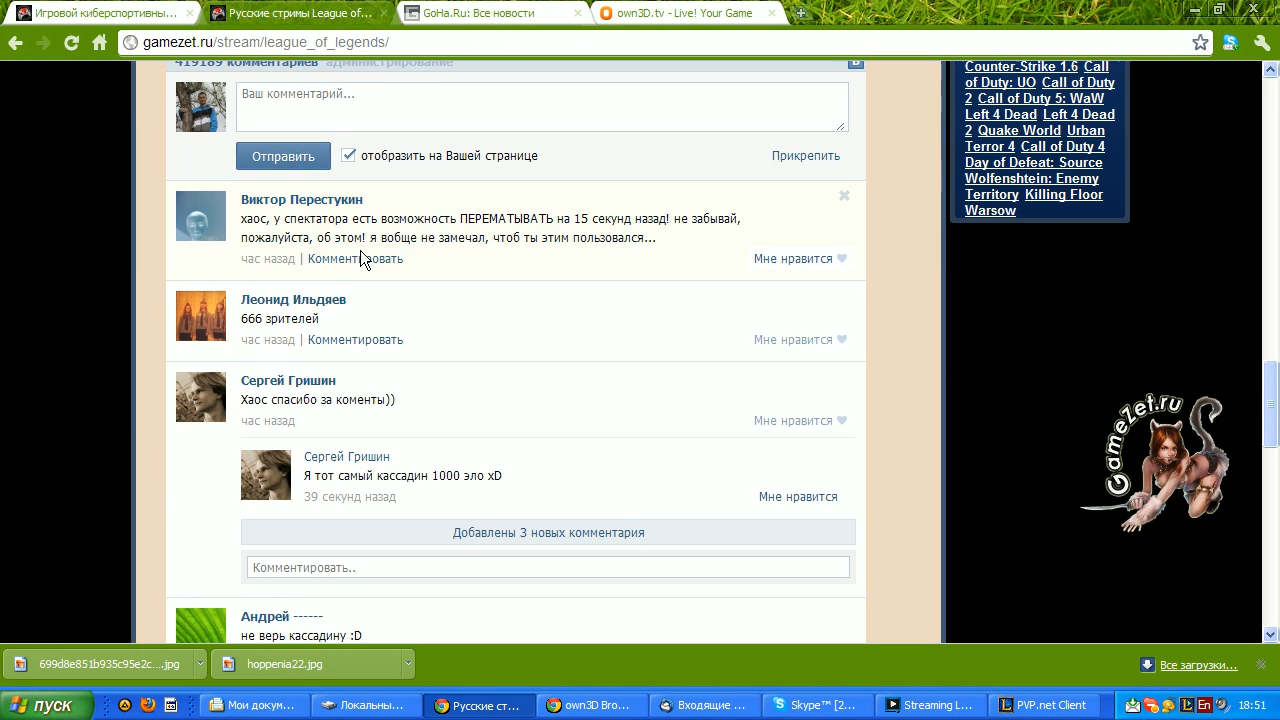 Игровой киберспортивны...
Русские стримы League of...
GoHa.Ru: Все новости
own3D.tv - Live! Your Game
gamezet.ru/stream/league_of_legends/
419189 комментариев администрирование
Ваш комментарий...
Отправить
отобразить на Вашей странице
Прикрепить
Виктор Перестукин
хаос, у спектатора есть возможность ПЕРЕМАТЫВАТЬ на 15 секунд назад! не забывай,
пожалуйста, об этом! я вобще не замечал, чтоб ты этим пользовался...
час назад | Комментировать
Мне нравится
Леонид Ильдяев
666 зрителей
час назад | Комментировать
Мне нравится
Сергей Гришин
Хаос спасибо за коменты))
час назад
Мне нравится
Сергей Гришин
Я тот самый кассадин 1000 эло xD
39 секунд назад
Мне нравится
Добавлены 3 новых комментария
Комментировать..
Андрей ------
не верь кассадину :D
Counter-Strike 1.6 Call
of Duty: UO Call of Duty
2 Call of Duty 5: WaW
Left 4 Dead Left 4 Dead
2 Quake World Urban
Terror 4 Call of Duty 4
Day of Defeat: Source
Wolfenshtein: Enemy
Territory Killing Floor
Warsow
GameZet.ru
699d8e851b935c95e2c....jpg
hoppenia22.jpg
Все загрузки...
пуск
Мои докум...
Локальны...
Русские ст...
own3D Bro...
Входящие ...
Skype™ [2...
Streaming L...
PVP.net Client
En
18:51